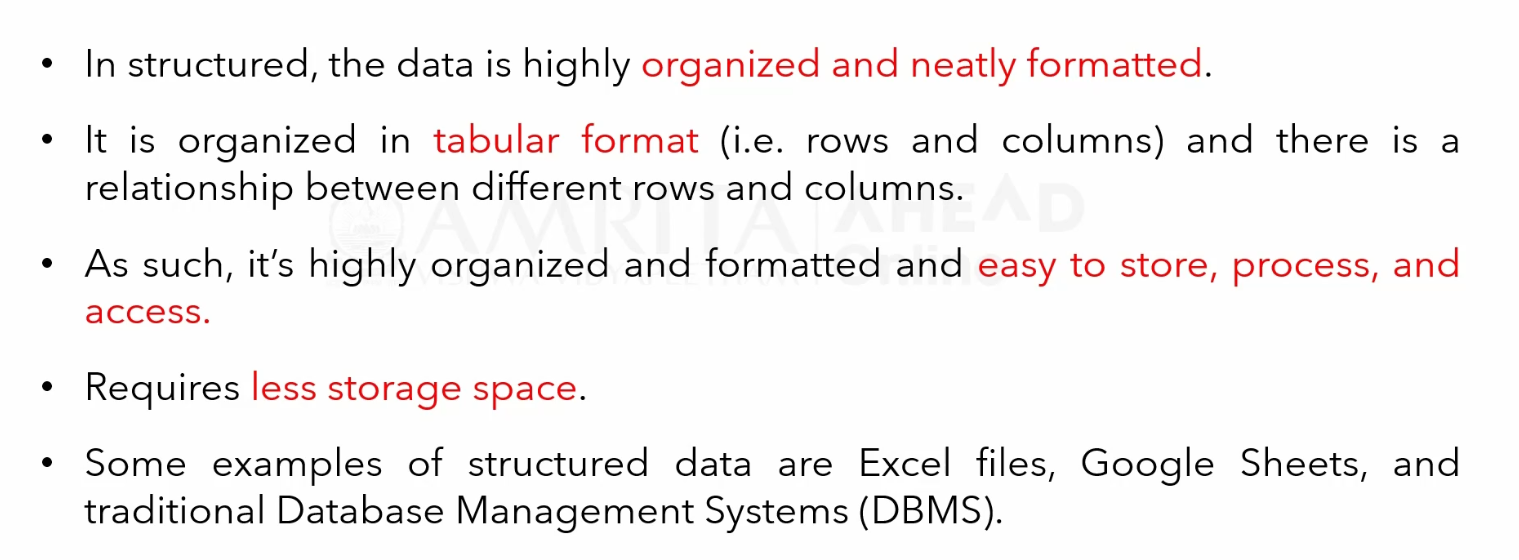 • In structured, the data is highly organized and neatly formatted.
• It is organized in tabular format (i.e. rows and columns) and there is a
relationship between different rows and columns.
AMRITA AHEAD
Online
• As such, it's highly organized and formatted and easy to store, process, and
access.
• Requires less storage space.
• Some examples of structured data are Excel files, Google Sheets, and
traditional Database Management Systems (DBMS).